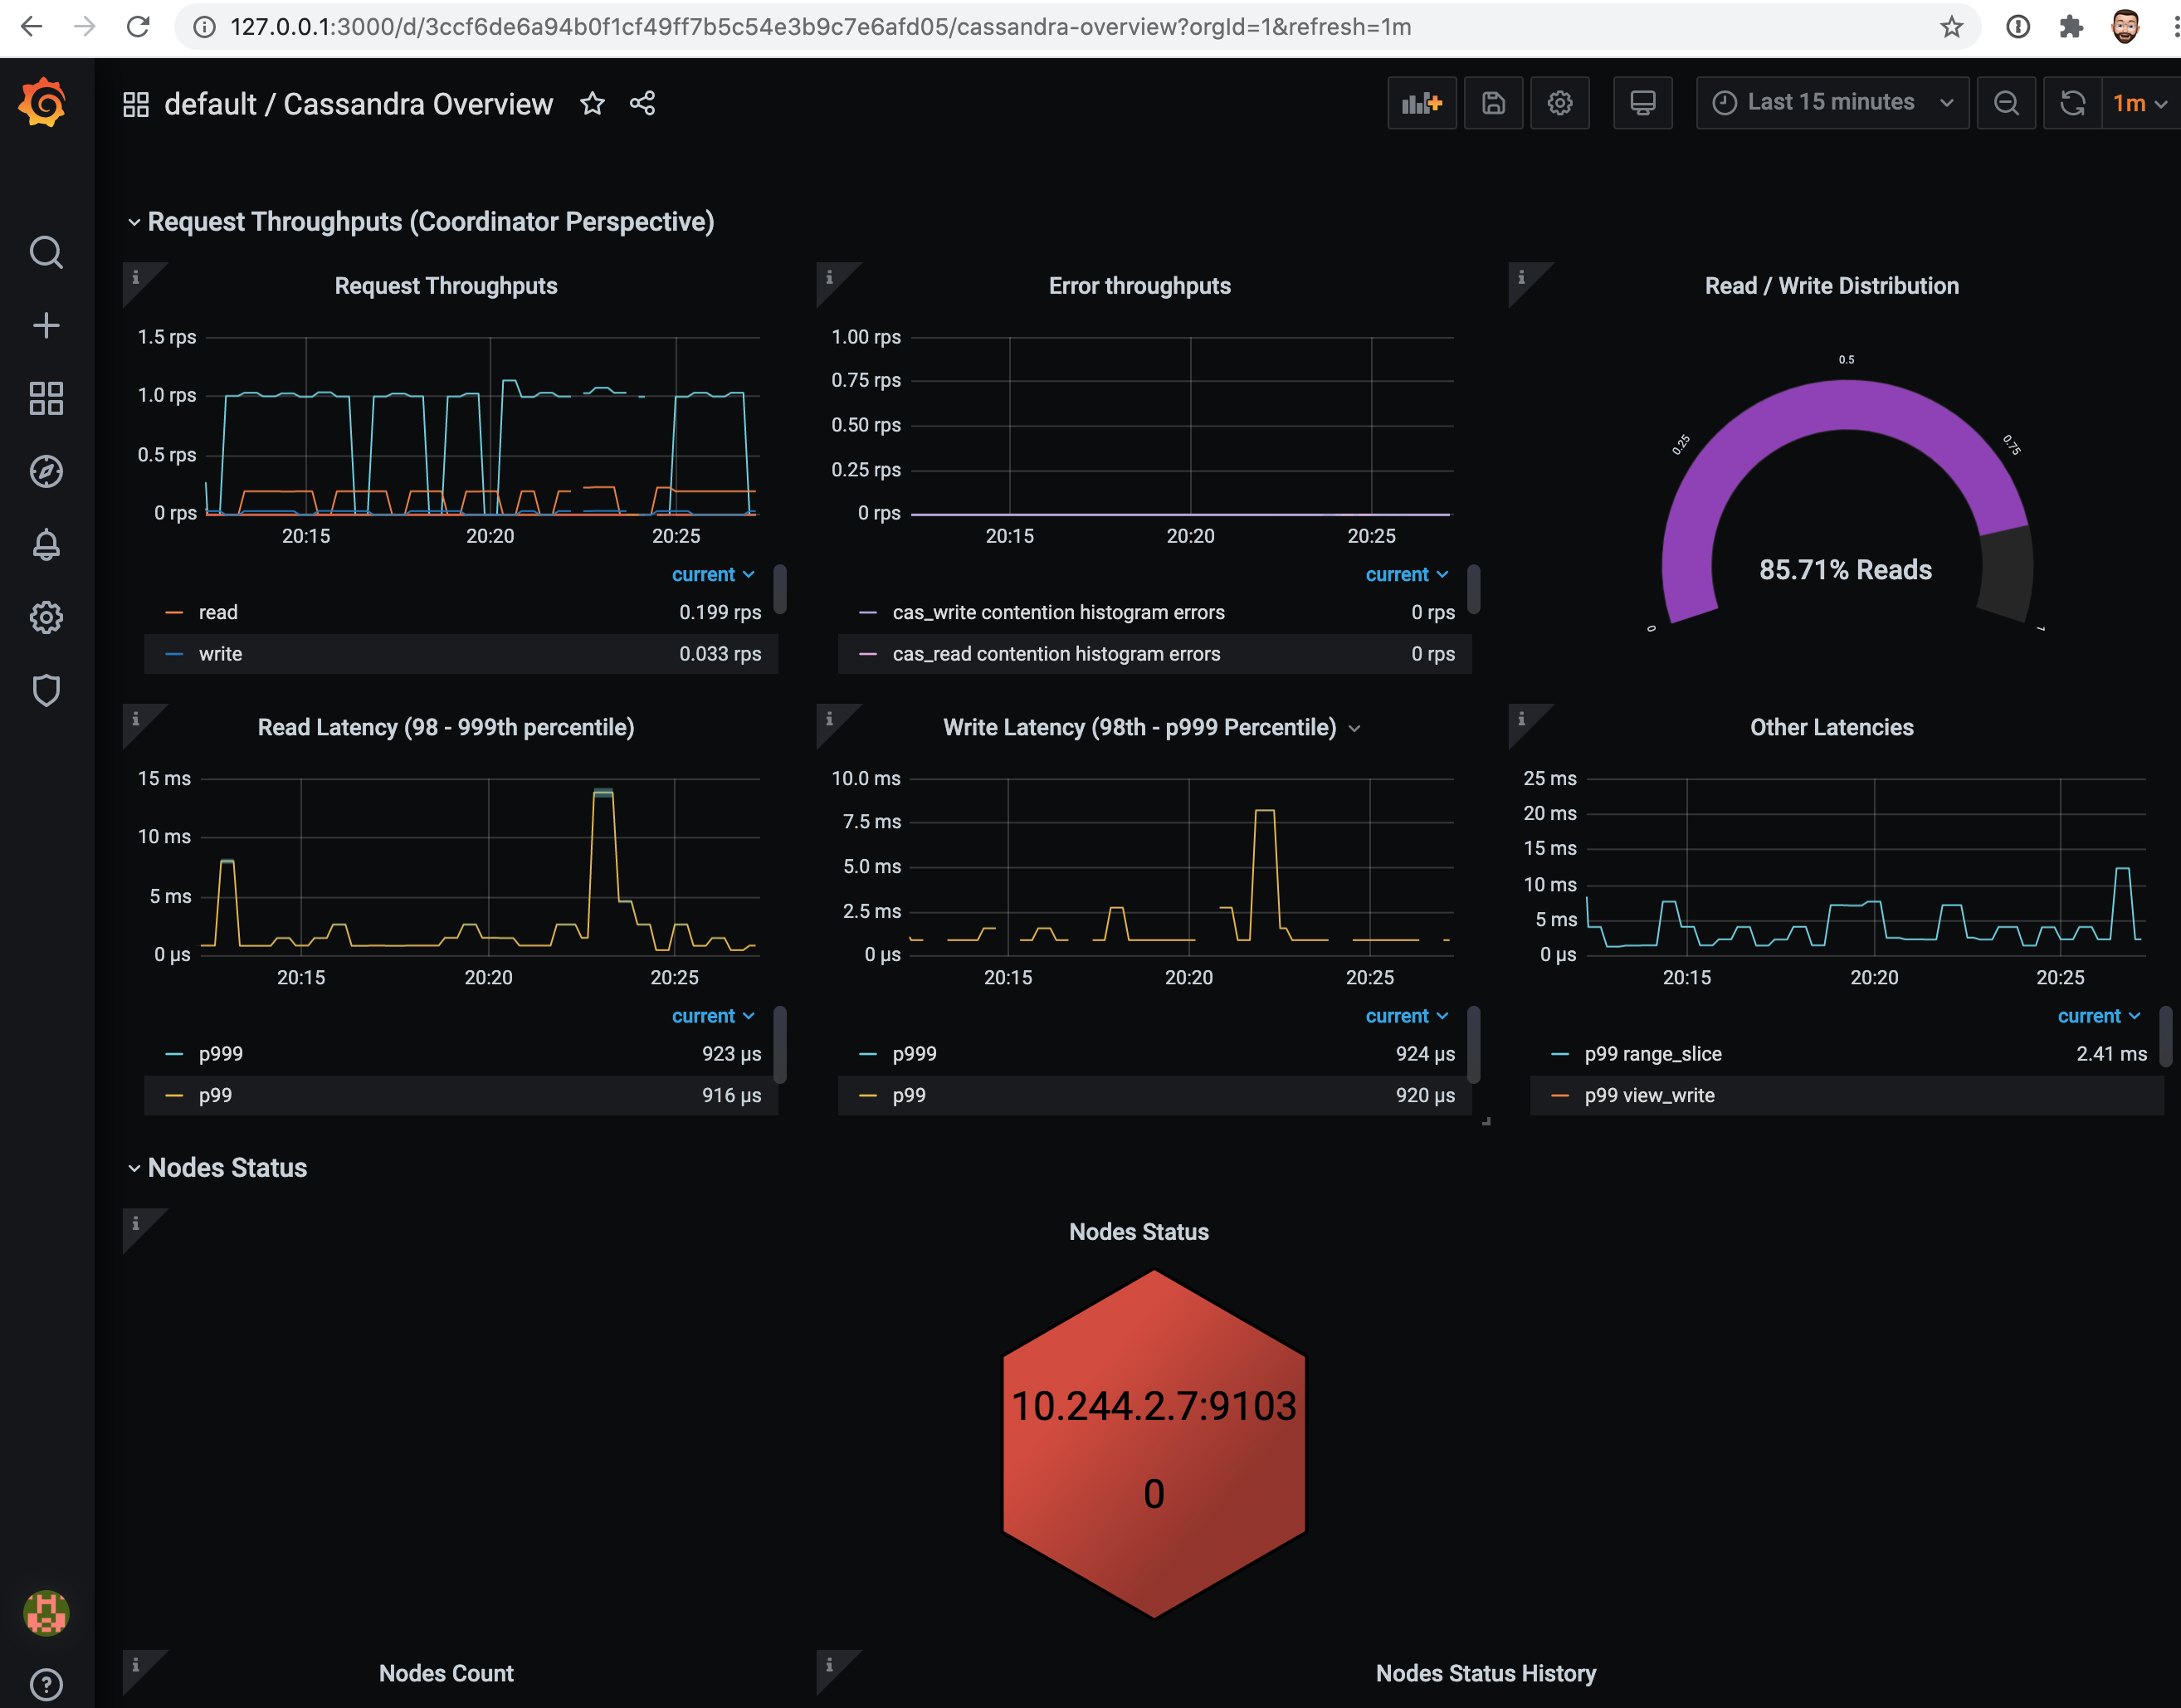 127.0.0.1:3000/d/3ccf6de6a94b0f1cf49ff7b5c54e3b9c7e6afd05/cassandra-overview?orgId=1&refresh=1m
default / Cassandra Overview
Last 15 minutes
1m
Request Throughputs (Coordinator Perspective)
Request Throughputs
1.5 rps
1.0 rps
0.5 rps
0 rps
20:15 20:20 20:25
current
read 0.199 rps
write 0.033 rps
Error throughputs
1.00 rps
0.75 rps
0.50 rps
0.25 rps
0 rps
20:15 20:20 20:25
current
cas_write contention histogram errors 0 rps
cas_read contention histogram errors 0 rps
Read / Write Distribution
0.5
0.25
0.75
85.71% Reads
0
1
Read Latency (98 - 999th percentile)
15 ms
10 ms
5 ms
0 µs
20:15 20:20 20:25
current
p999 923 µs
p99 916 µs
Write Latency (98th - p999 Percentile)
10.0 ms
7.5 ms
5.0 ms
2.5 ms
0 µs
20:15 20:20 20:25
current
p999 924 µs
p99 920 µs
Other Latencies
25 ms
20 ms
15 ms
10 ms
5 ms
0 µs
20:15 20:20 20:25
current
p99 range_slice 2.41 ms
p99 view_write
Nodes Status
Nodes Status
10.244.2.7:9103
0
Nodes Count
Nodes Status History